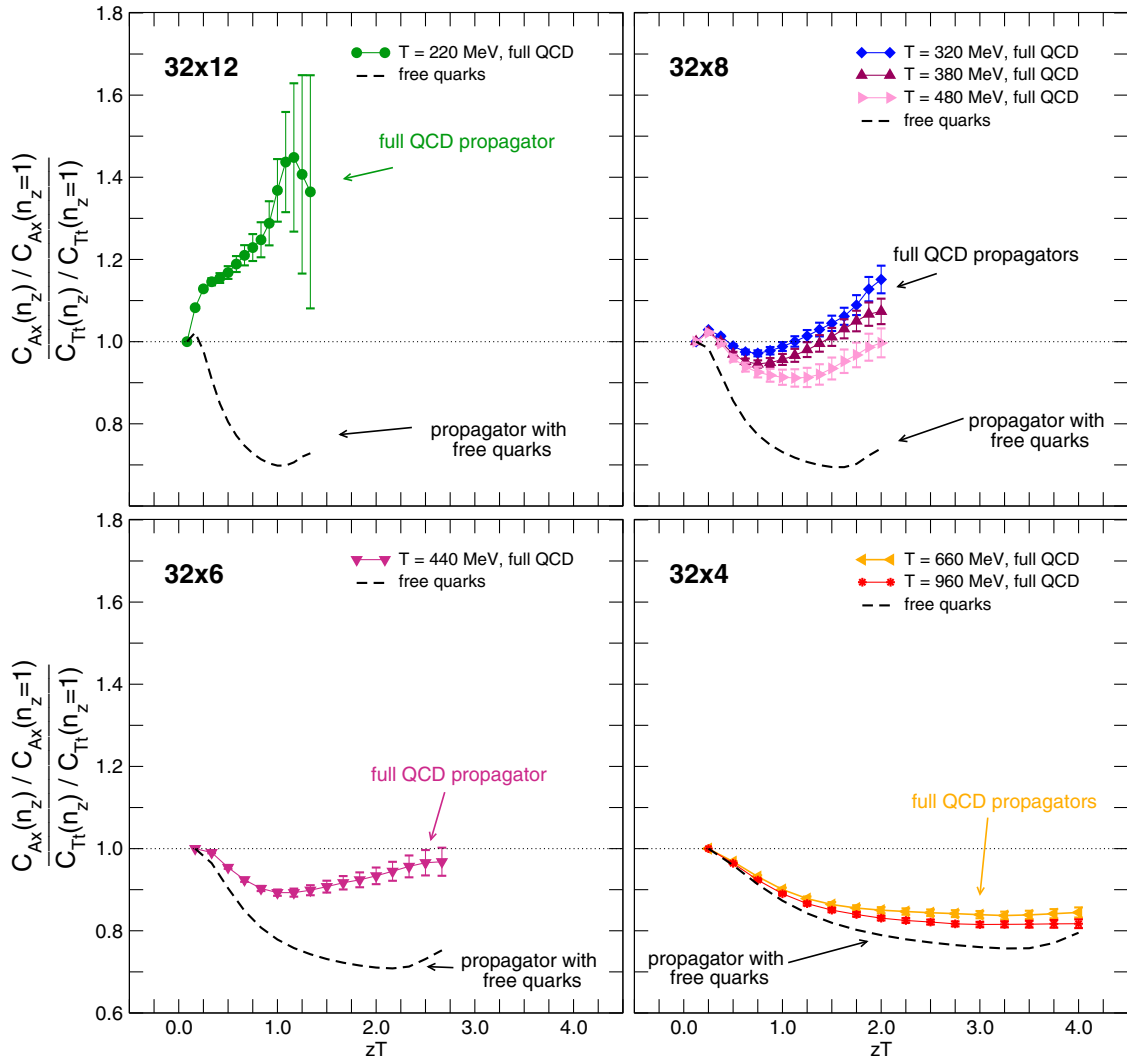 1.8
1.6
1.4
1.2
1.0
0.8
C_Ax(n_z) / C_Ax(n_z=1)
C_Tt(n_z) / C_Tt(n_z=1)
32x12
T = 220 MeV, full QCD
free quarks
full QCD propagator
propagator with
free quarks
32x8
T = 320 MeV, full QCD
T = 380 MeV, full QCD
T = 480 MeV, full QCD
free quarks
full QCD propagators
propagator with
free quarks
1.8
1.6
1.4
1.2
1.0
0.8
0.6
C_Ax(n_z) / C_Ax(n_z=1)
C_Tt(n_z) / C_Tt(n_z=1)
32x6
T = 440 MeV, full QCD
free quarks
full QCD propagator
propagator with
free quarks
0.0 1.0 2.0 3.0 4.0
zT
32x4
T = 660 MeV, full QCD
T = 960 MeV, full QCD
free quarks
full QCD propagators
propagator with
free quarks
0.0 1.0 2.0 3.0 4.0
zT